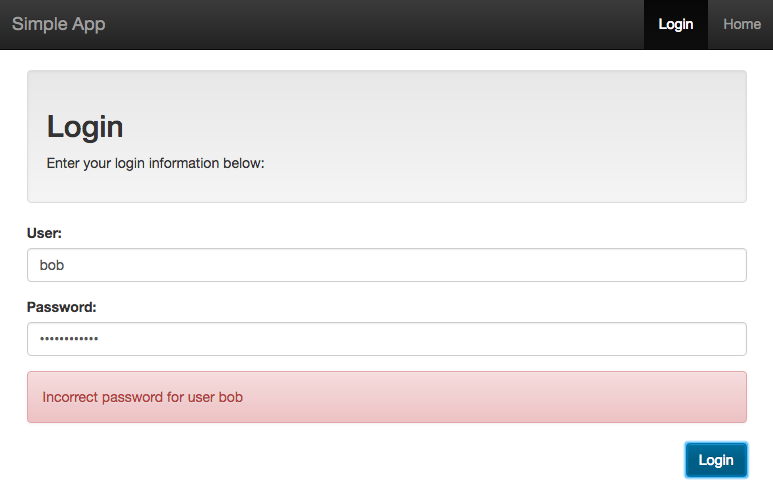 Simple App
Login
Home
Login
Enter your login information below:
User:
bob
Password:
••••••••••••
Incorrect password for user bob
Login